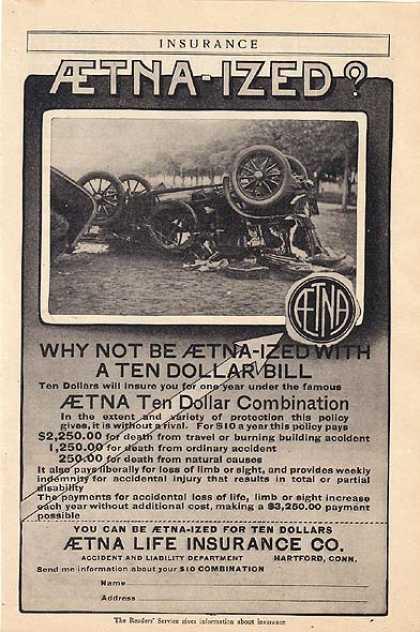 INSURANCE
ÆTNA-IZED?
ÆTNA
WHY NOT BE ÆTNA-IZED WITH
A TEN DOLLAR BILL
Ten Dollars will insure you for one year under the famous
ÆTNA Ten Dollar Combination
In the extent and variety of protection this policy
gives, it is without a rival. For $10 a year this policy pays
$2,250.00 for death from travel or burning building accident
1,250.00 for death from ordinary accident
250.00 for death from natural causes
It also pays liberally for loss of limb or sight, and provides weekly
indemnity for accidental injury that results in total or partial
disability
The payments for accidental loss of life, limb or sight increase
each year without additional cost, making a $3,250.00 payment
possible
YOU CAN BE ÆTNA-IZED FOR TEN DOLLARS
ÆTNA LIFE INSURANCE CO.
ACCIDENT AND LIABILITY DEPARTMENT HARTFORD, CONN.
Send me information about your $10 COMBINATION
Name
Address
The Readers' Service gives information about insurance